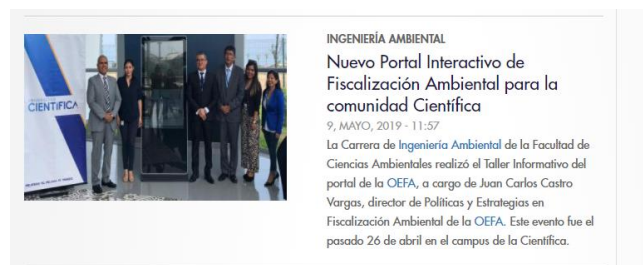 CIENTÍFICA
INGENIERÍA AMBIENTAL
Nuevo Portal Interactivo de
Fiscalización Ambiental para la
comunidad Científica
9, MAYO, 2019 - 11:57
La Carrera de Ingeniería Ambiental de la Facultad de
Ciencias Ambientales realizó el Taller Informativo del
portal de la OEFA, a cargo de Juan Carlos Castro
Vargas, director de Políticas y Estrategias en
Fiscalización Ambiental de la OEFA. Este evento fue el
pasado 26 de abril en el campus de la Científica.